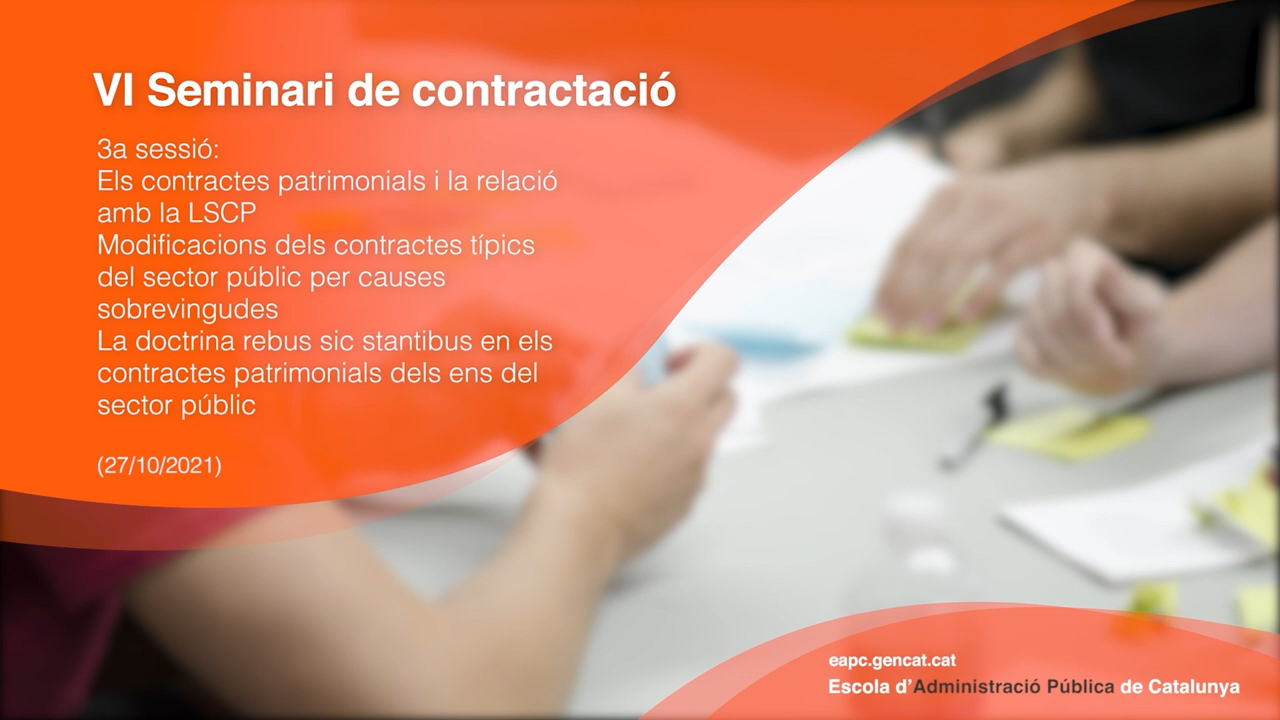 VI Seminari de contractació
3a sessió:
Els contractes patrimonials i la relació
amb la LSCP
Modificacions dels contractes típics
del sector públic per causes
sobrevingudes
La doctrina rebus sic stantibus en els
contractes patrimonials dels ens del
sector públic
(27/10/2021)
eapc.gencat.cat
Escola d'Administració Pública de Catalunya